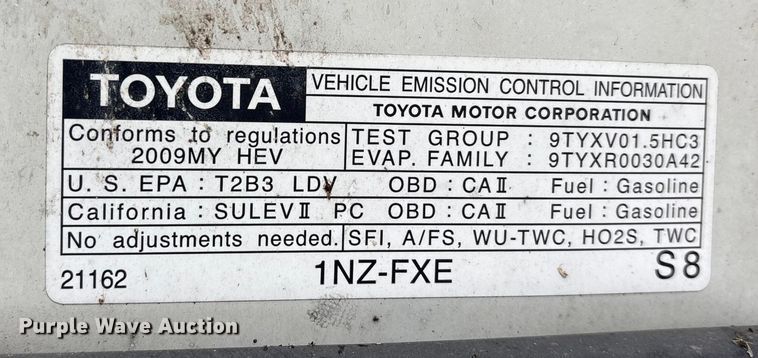 TOYOTA
VEHICLE EMISSION CONTROL INFORMATION
TOYOTA MOTOR CORPORATION
Conforms to regulations
2009MY HEV
TEST GROUP : 9TYXV01.5HC3
EVAP. FAMILY : 9TYXR0030A42
U. S. EPA : T2B3 LDV OBD : CAⅡ Fuel : Gasoline
California : SULEVⅡ PC OBD : CAⅡ Fuel : Gasoline
No adjustments needed. SFI, A/FS, WU-TWC, HO2S, TWC
21162 1NZ-FXE S8
Purple Wave Auction